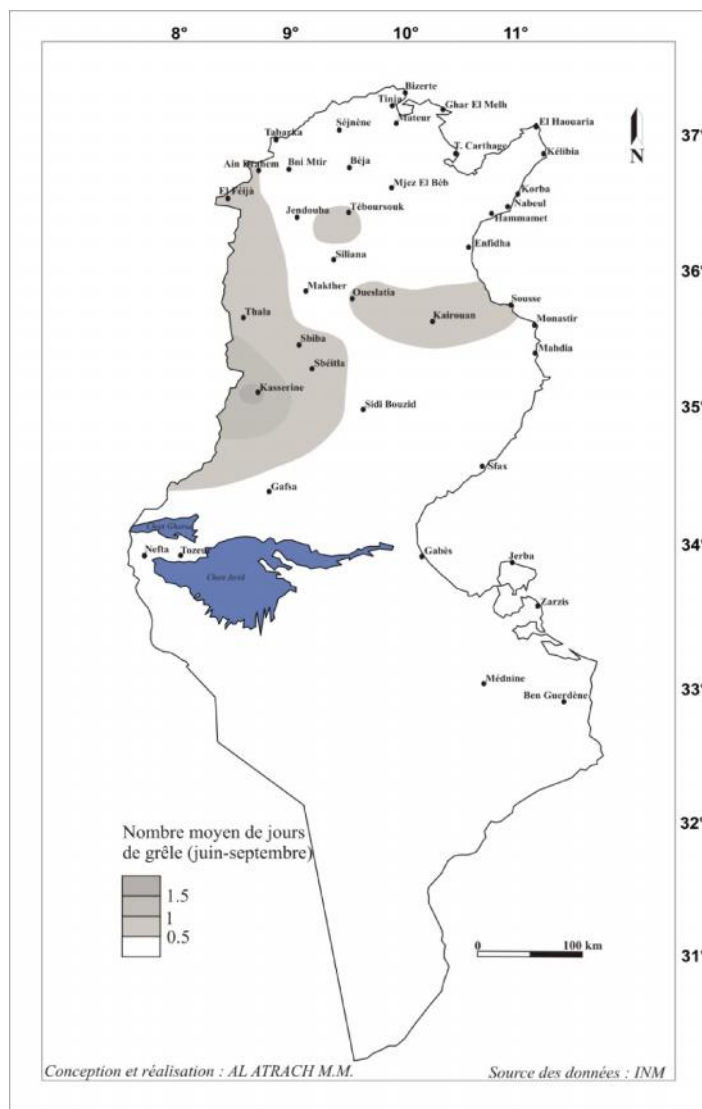 8° 9° 10° 11°
Bizerte
Tinja
Ghar El Melh
Mateur
El Haouaria
Séjnène
Tabarka
37°
N
T. Carthage
Kélibia
Ain Drahem
Bni Mtir
Béja
Mjez El Bèb
El Féijà
Korba
Nabeul
Jendouba
Téboursouk
Hammamet
Enfidha
Siliana
36°
Makther
Oueslatia
Sousse
Thala
Kairouan
Monastir
Sbiba
Mahdia
Sbéitla
Kasserine
35°
Sidi Bouzid
Sfax
Gafsa
Chott Gharsa
34°
Nefta
Tozeur
Gabès
Jerba
Chott Jerid
Zarzis
33°
Médnine
Ben Guerdène
32°
Nombre moyen de jours
de grêle (juin-septembre)
1.5
1
0.5
0 100 km
31°
Conception et réalisation : AL ATRACH M.M. Source des données : INM